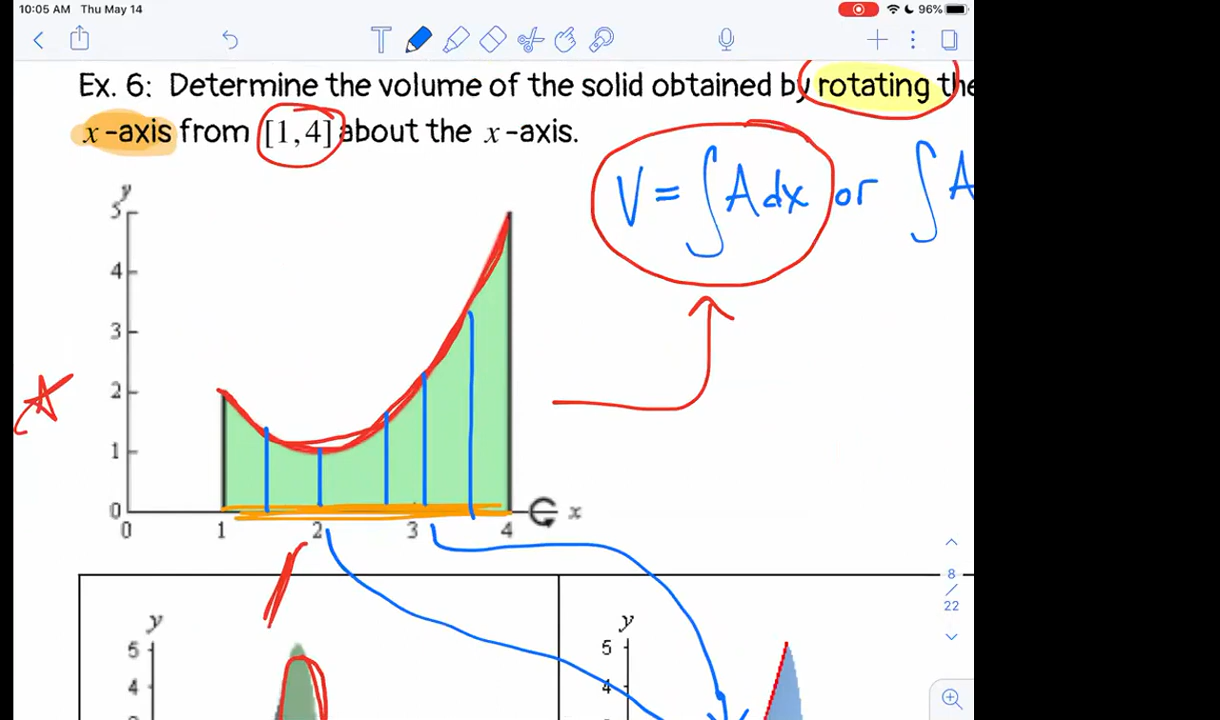 10:05 AM Thu May 14
96%
Ex. 6: Determine the volume of the solid obtained by rotating the
x-axis from [1,4] about the x-axis.
V = ∫A dx or ∫A
y
5
4
3
2
1
0
0 1 2 3 4 x
8
/
22
y
5
4
y
5
4